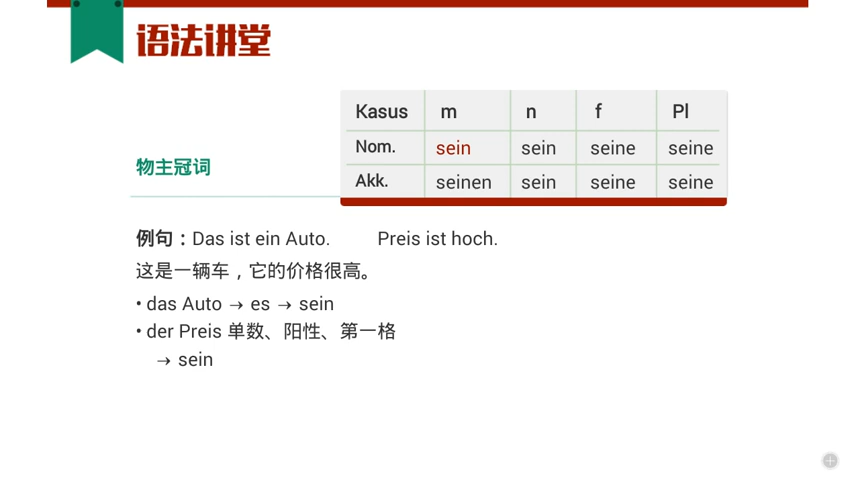 语法讲堂
Kasus m n f Pl
Nom. sein sein seine seine
Akk. seinen sein seine seine
物主冠词
例句：Das ist ein Auto. Preis ist hoch.
这是一辆车，它的价格很高。
• das Auto → es → sein
• der Preis 单数、阳性、第一格
→ sein